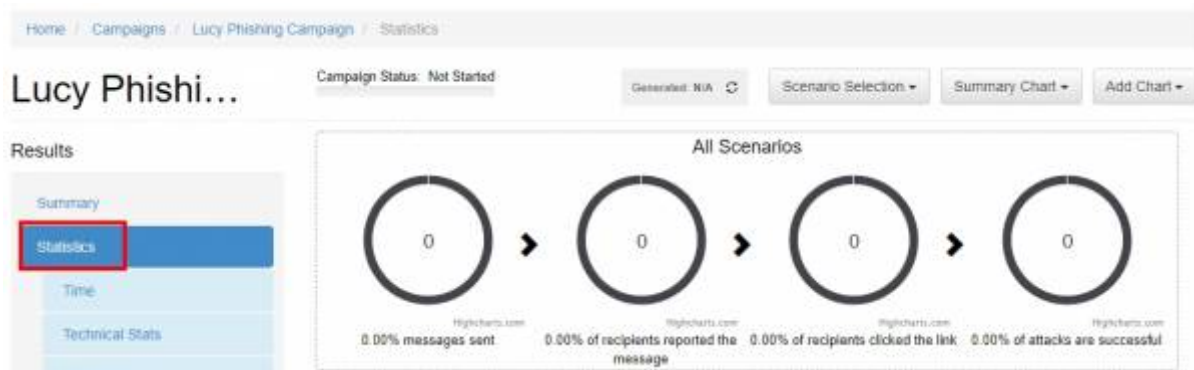 Home / Campaigns / Lucy Phishing Campaign / Statistics
Lucy Phishi...
Campaign Status: Not Started
Generated: N/A
Scenario Selection
Summary Chart
Add Chart
Results
Summary
Statistics
Time
Technical Stats
All Scenarios
0
0
0
0
Highcharts.com
Highcharts.com
Highcharts.com
Highcharts.com
0.00% messages sent
0.00% of recipients reported the
message
0.00% of recipients clicked the link
0.00% of attacks are successful